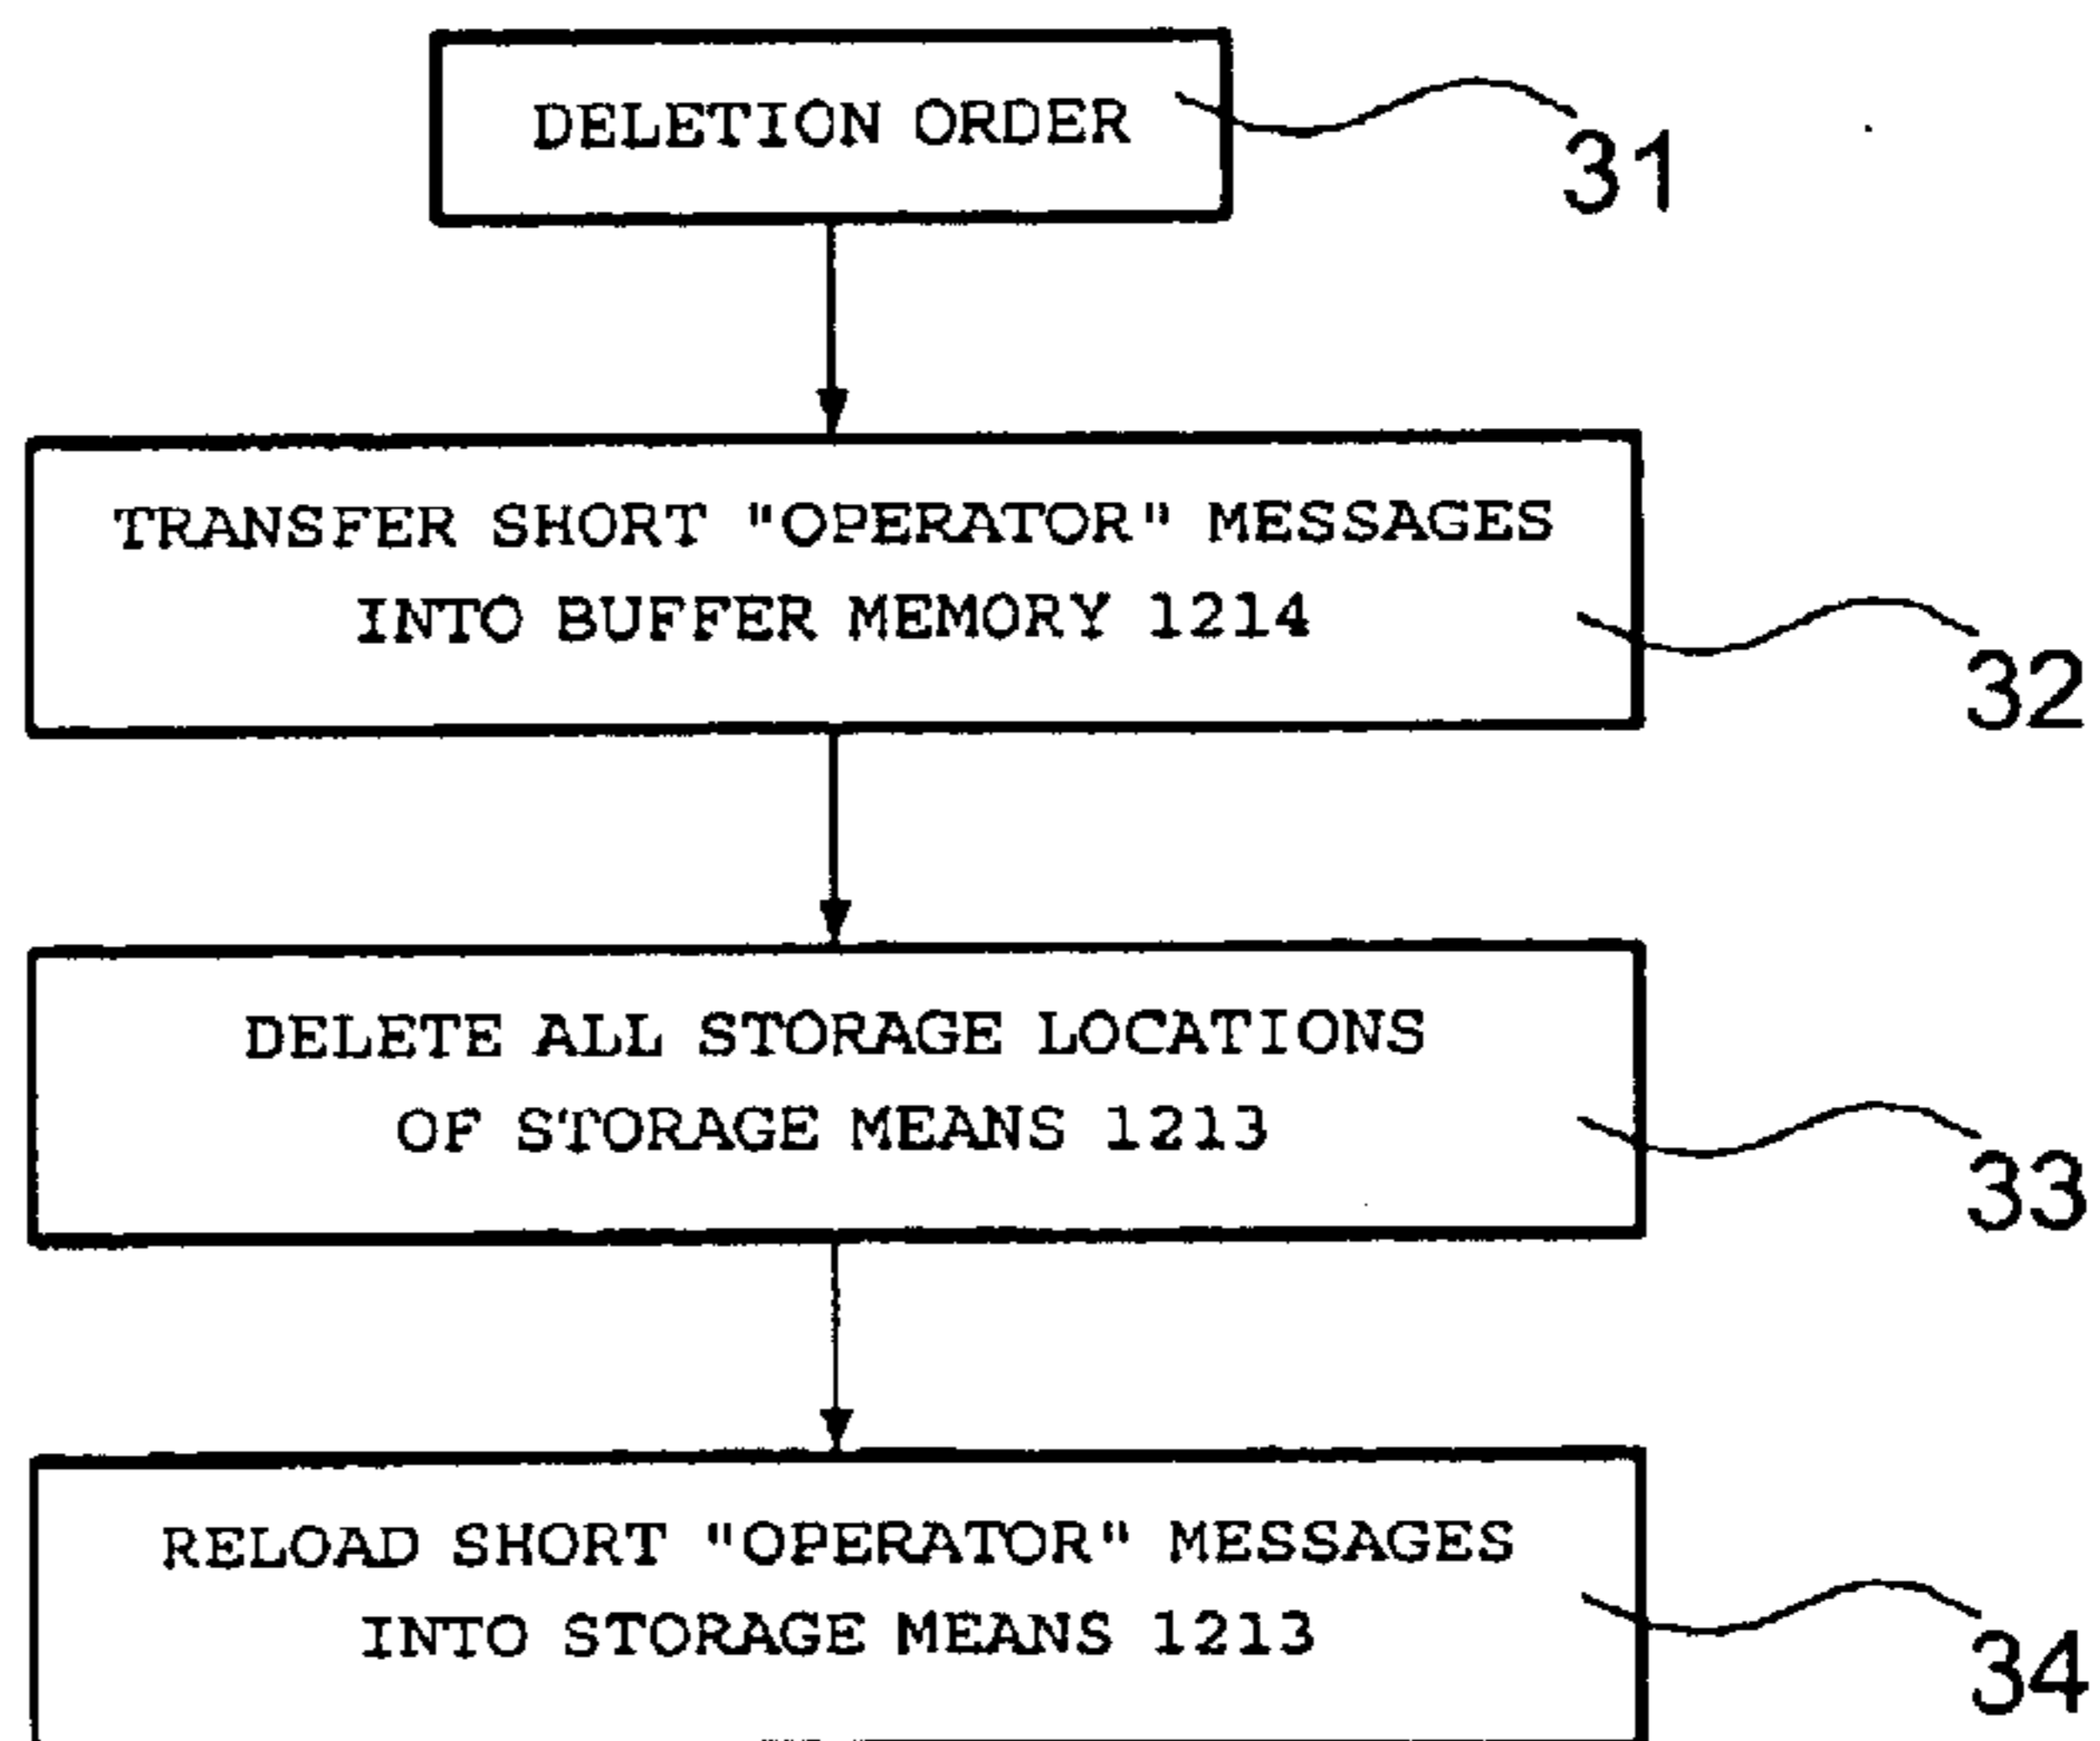 DELETION ORDER
31
TRANSFER SHORT "OPERATOR" MESSAGES
INTO BUFFER MEMORY 1214
32
DELETE ALL STORAGE LOCATIONS
OF STORAGE MEANS 1213
33
RELOAD SHORT "OPERATOR" MESSAGES
INTO STORAGE MEANS 1213
34